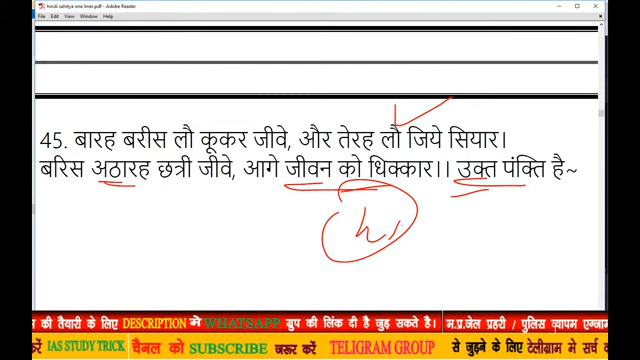 hindi sahitya one liner.pdf - Adobe Reader
File Edit View Window Help
45. बारह बरीस लौ कूकर जीवे, और तेरह लौ जिये सियार।
बरिस अठारह छत्री जीवे, आगे जीवन को धिक्कार।। उक्त पंक्ति है~
की तैयारी के लिए DESCRIPTION मे WHATSAPP ग्रुप की लिंक दी है जुड़ सकते है। म.प्र.जेल प्रहरी / पुलिस व्यापम एग्जाम
करें IAS STUDY TRICK चैनल को SUBSCRIBE जरूर करें TELIGRAM GROUP से जुड़ने के लिए टेलीग्राम में सर्च क